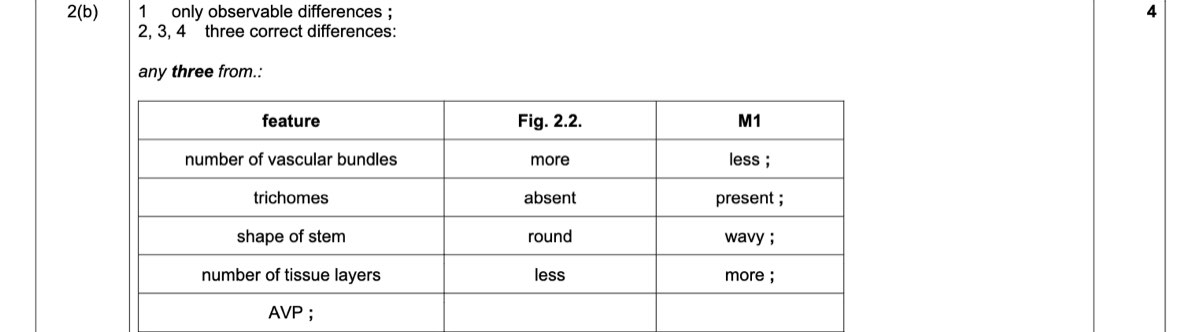 2(b) 1 only observable differences ; 4
2, 3, 4 three correct differences:
any three from.:
feature Fig. 2.2. M1
number of vascular bundles more less ;
trichomes absent present ;
shape of stem round wavy ;
number of tissue layers less more ;
AVP ;